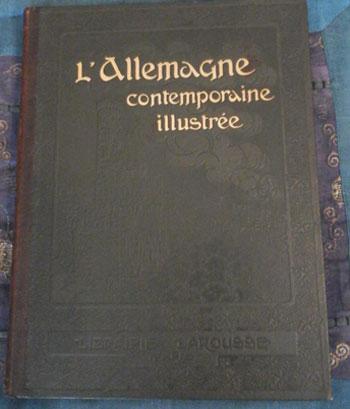 L'Allemagne
contemporaine
illustrée
LIBRAIRIE LAROUSSE